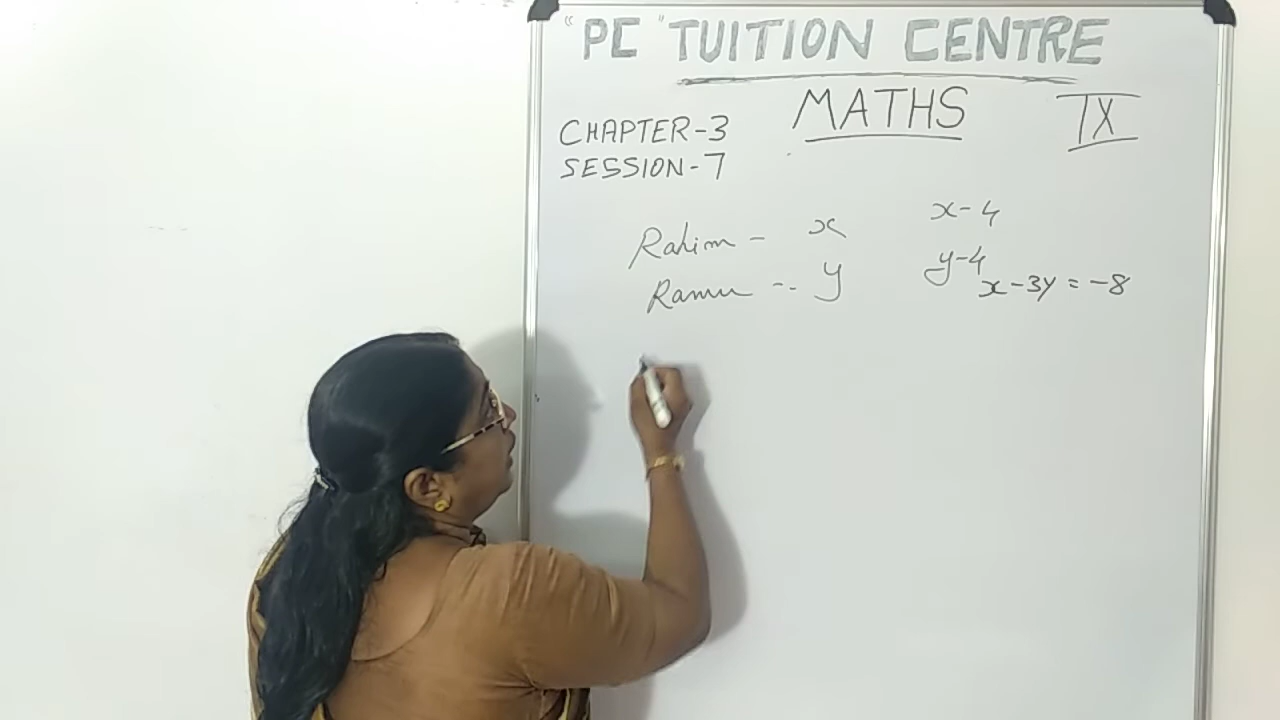 "PC" TUITION CENTRE
MATHS IX
CHAPTER-3
SESSION-7
Rahim - x x-4
Ramu -- y y-4
x-3y = -8